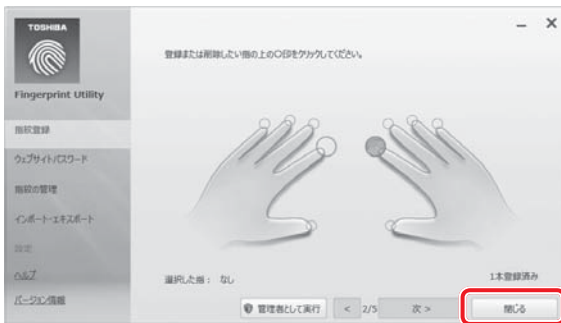 TOSHIBA
Fingerprint Utility
指紋登録
ウェブサイトパスワード
指紋の管理
インポート・エキスポート
設定
ヘルプ
バージョン情報
登録または削除したい指の上の○印をクリックしてください。
選択した指： なし
1本登録済み
管理者として実行
<
2/5
次 >
閉じる